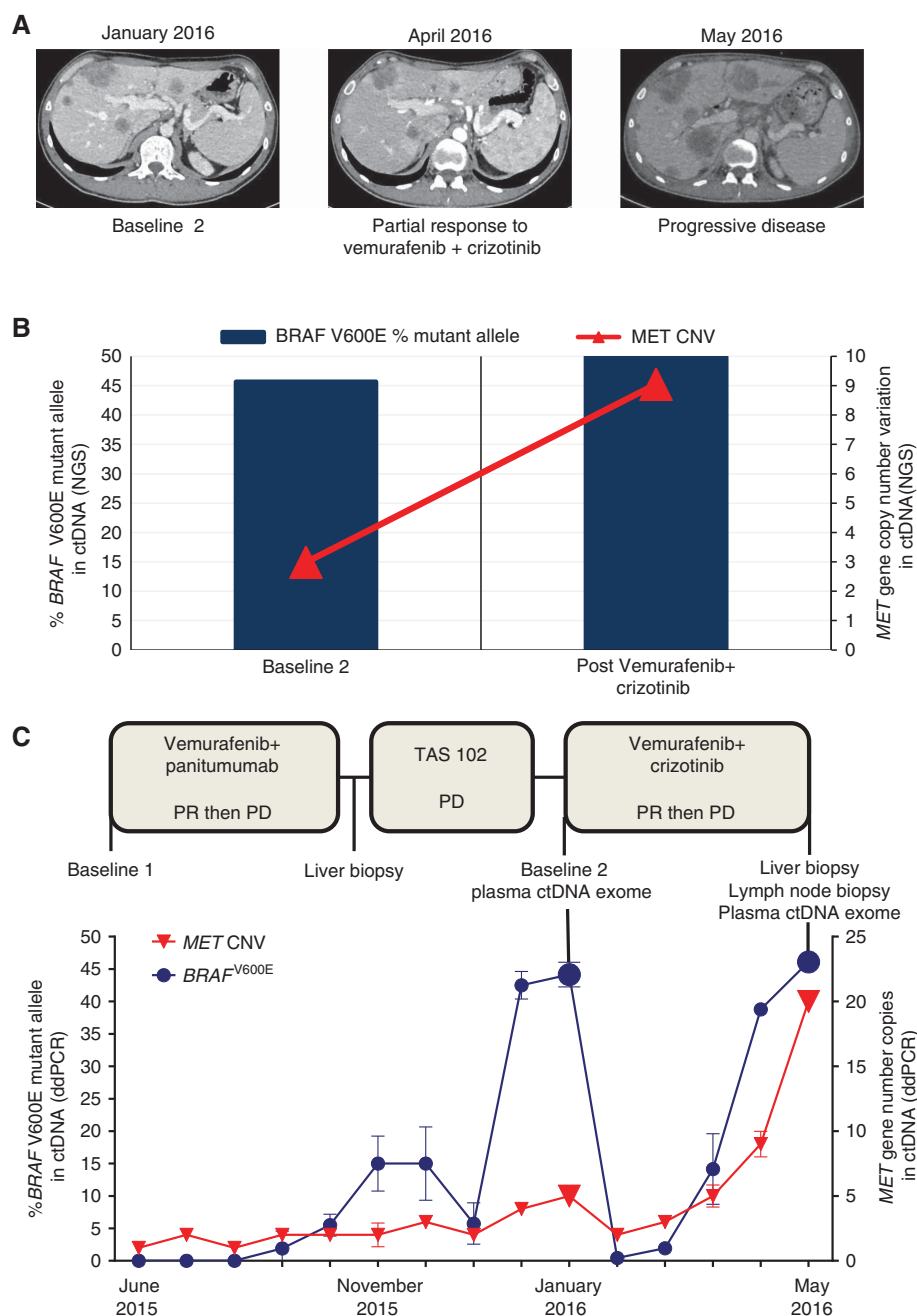 A
January 2016
April 2016
May 2016
Baseline 2
Partial response to
vemurafenib + crizotinib
Progressive disease
B
BRAF V600E % mutant allele
MET CNV
% BRAF V600E mutant allele
in ctDNA (NGS)
50
45
40
35
30
25
20
15
10
5
0
10
9
8
7
6
5
4
3
2
1
0
MET gene copy number variation
in ctDNA(NGS)
Baseline 2
Post Vemurafenib+
crizotinib
C
Vemurafenib+
panitumumab
PR then PD
TAS 102
PD
Vemurafenib+
crizotinib
PR then PD
Baseline 1
Liver biopsy
Baseline 2
plasma ctDNA exome
Liver biopsy
Lymph node biopsy
Plasma ctDNA exome
MET CNV
BRAFV600E
%BRAF V600E mutant allele
in ctDNA (ddPCR)
50
45
40
35
30
25
20
15
10
5
0
25
20
15
10
5
0
MET gene number copies
in ctDNA (ddPCR)
June
2015
November
2015
January
2016
May
2016